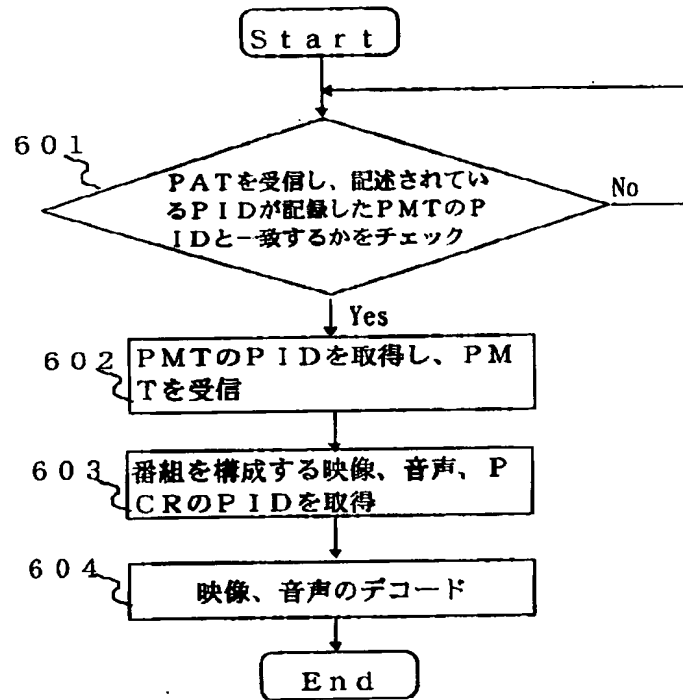 Start
601
PATを受信し、記述されてい
るPIDが記録したPMTのP
IDと一致するかをチェック
No
Yes
602
PMTのPIDを取得し、PM
Tを受信
603
番組を構成する映像、音声、P
CRのPIDを取得
604
映像、音声のデコード
End